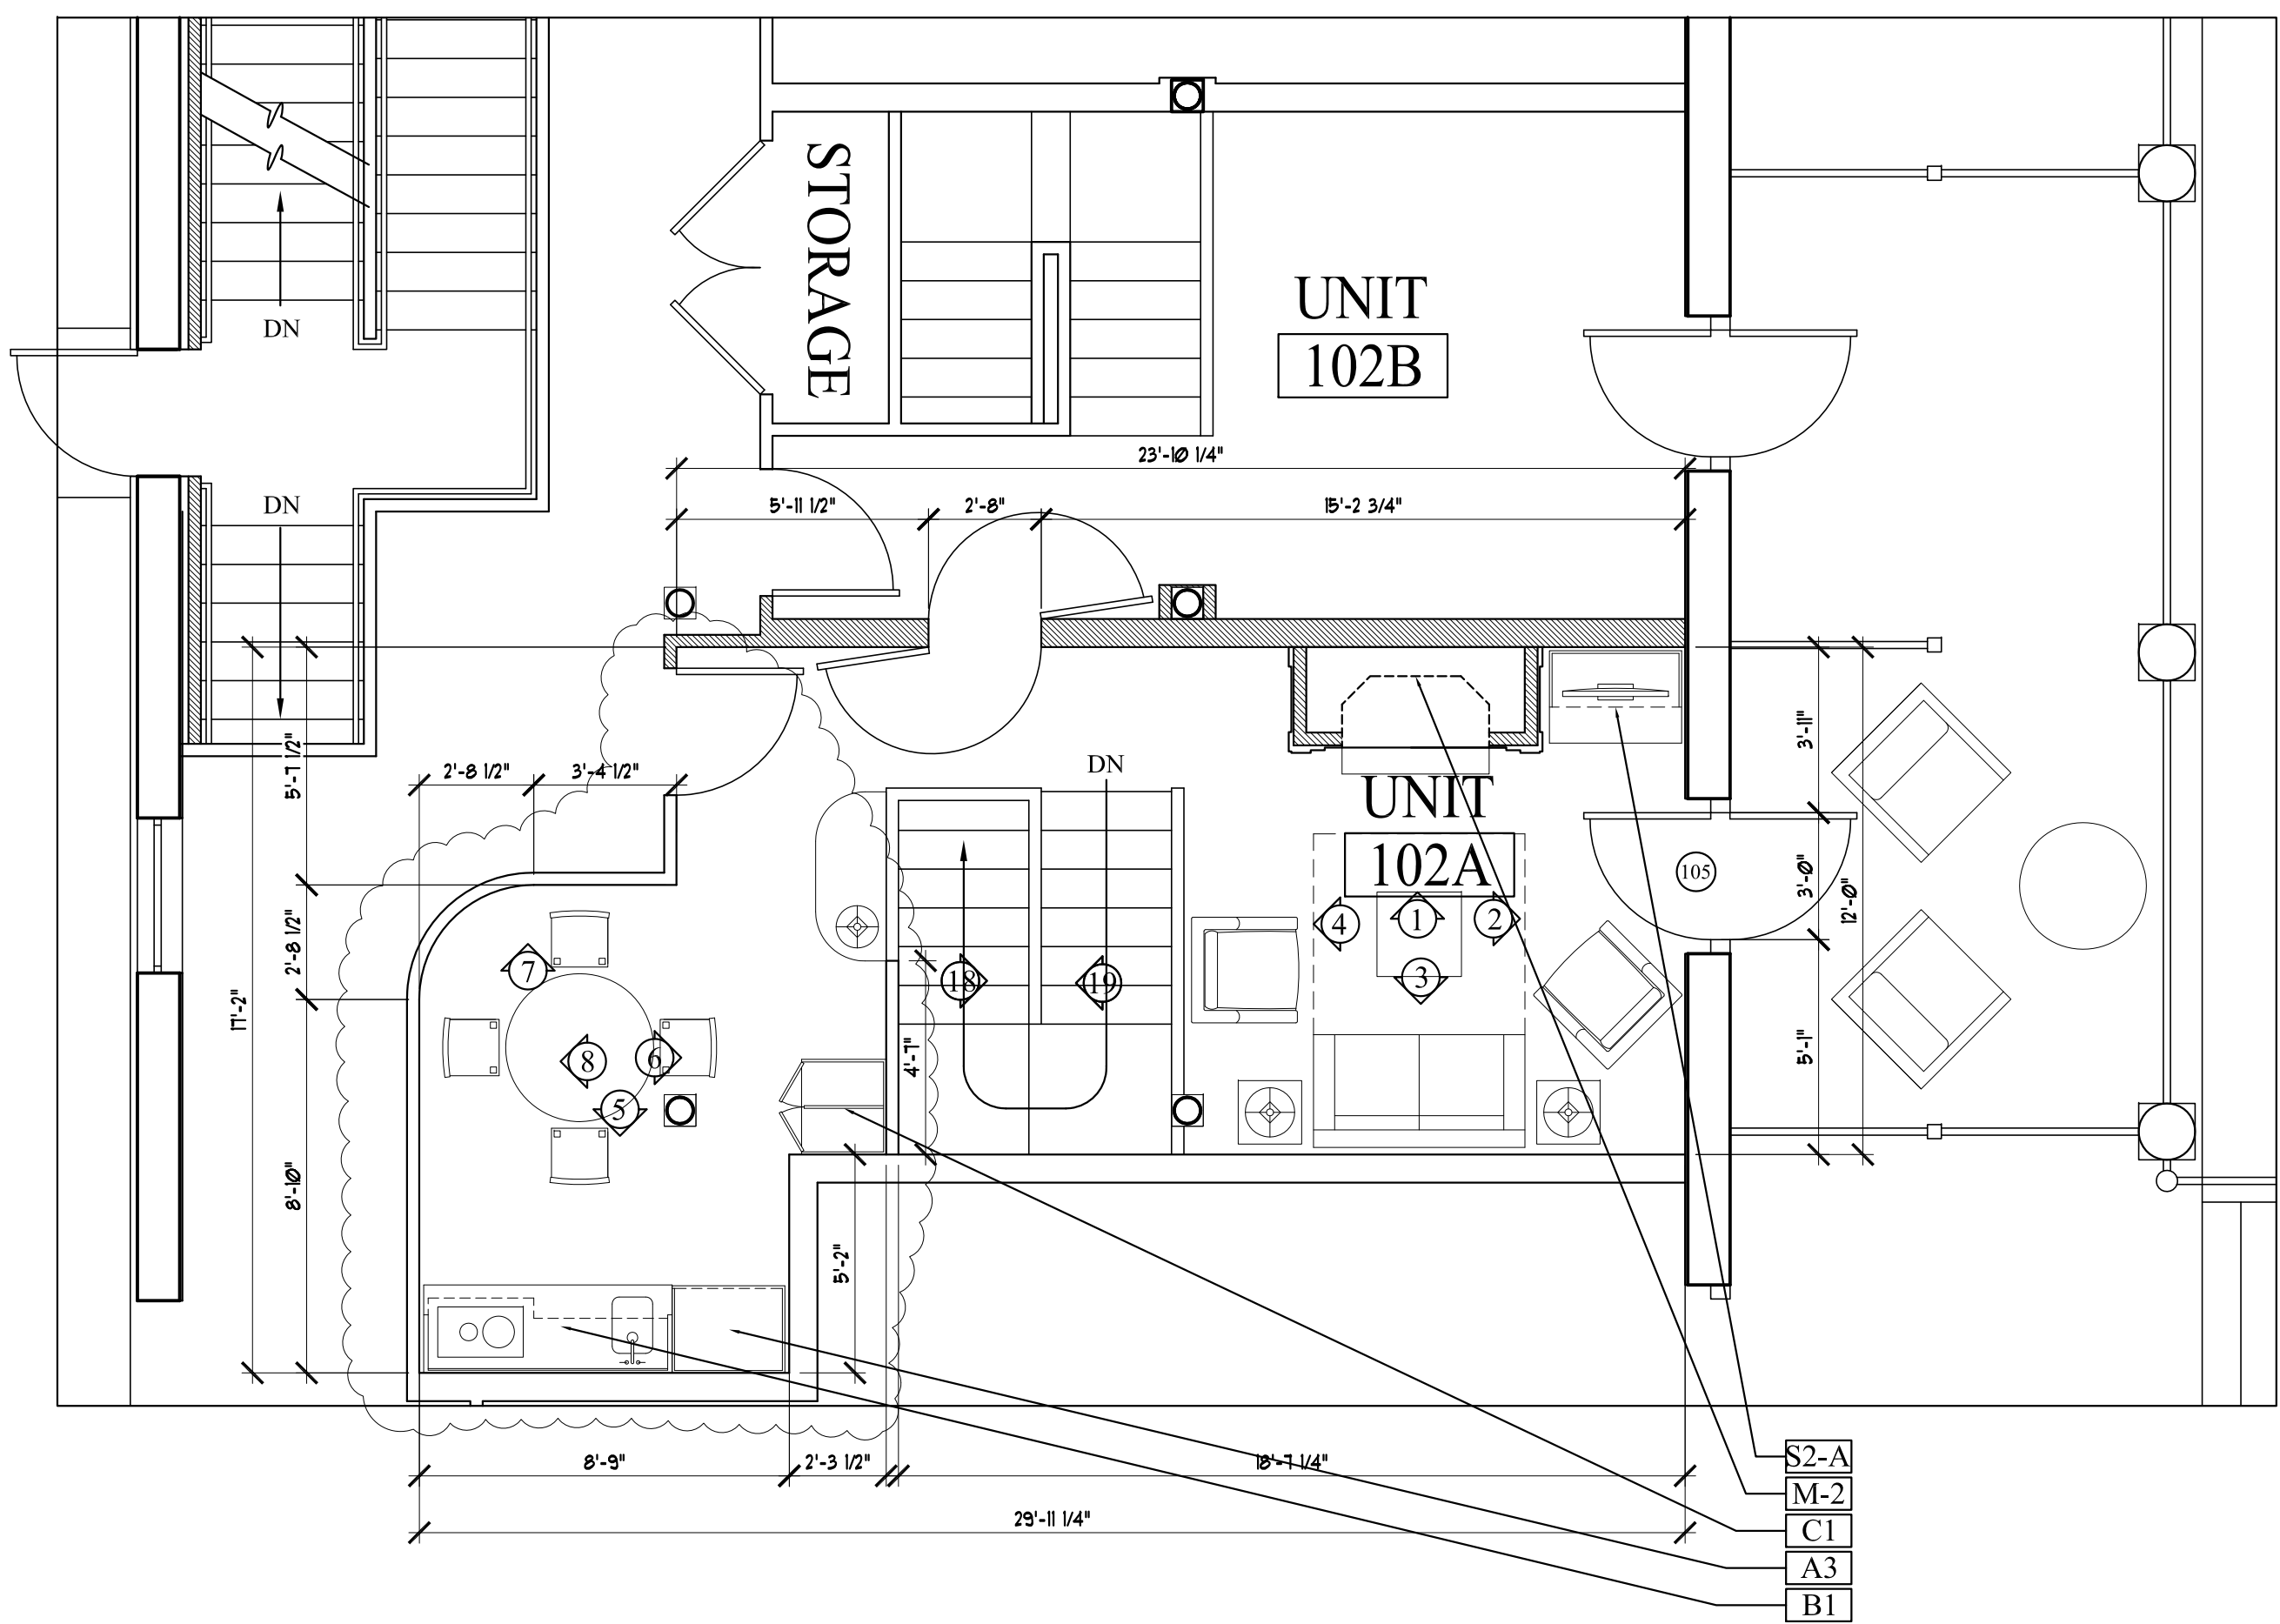 STORAGE
DN
UNIT
102B
23'-10 1/4"
DN
5'-11 1/2"
2'-8"
15'-2 3/4"
3'-11"
5'-7 1/2"
2'-8 1/2"
3'-4 1/2"
DN
UNIT
102A
105
3'-0"
12'-0"
4
1
2
3
2'-8 1/2"
7
18
19
17'-2"
8
6
4'-7"
5'-1"
5
8'-10"
5'-2"
8'-9"
2'-3 1/2"
18'-7 1/4"
29'-11 1/4"
S2-A
M-2
C1
A3
B1